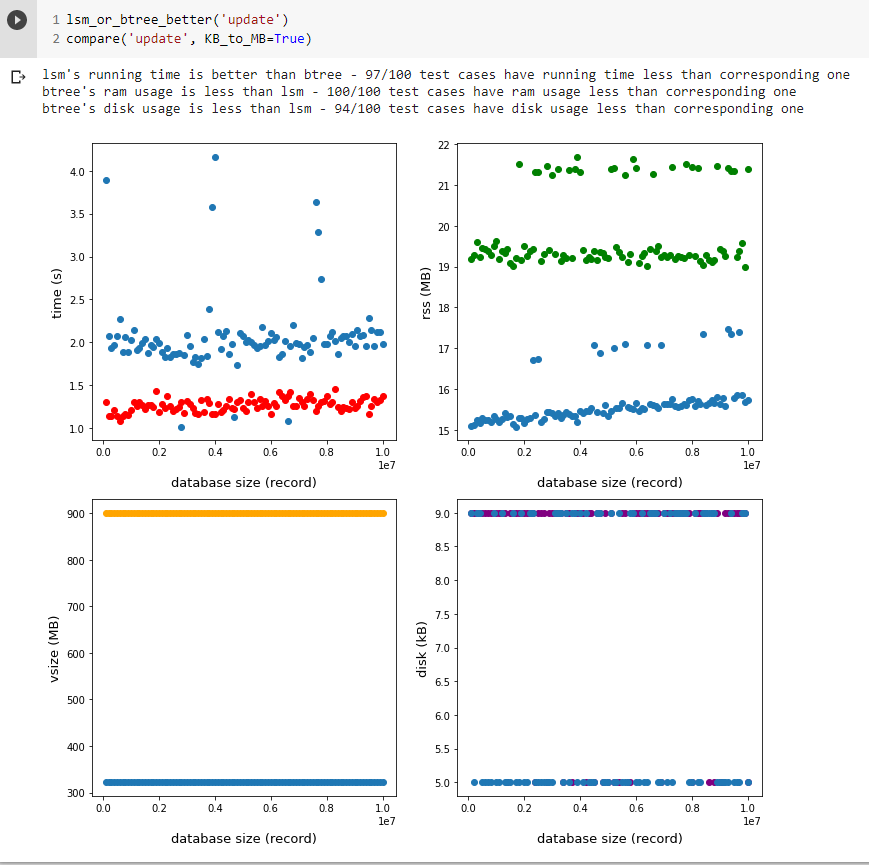 1 lsm_or_btree_better('update')
2 compare('update', KB_to_MB=True)
lsm's running time is better than btree - 97/100 test cases have running time less than corresponding one
btree's ram usage is less than lsm - 100/100 test cases have ram usage less than corresponding one
btree's disk usage is less than lsm - 94/100 test cases have disk usage less than corresponding one
time (s)
4.0
3.5
3.0
2.5
2.0
1.5
1.0
0.0 0.2 0.4 0.6 0.8 1.0
1e7
database size (record)
rss (MB)
22
21
20
19
18
17
16
15
0.0 0.2 0.4 0.6 0.8 1.0
1e7
database size (record)
vsize (MB)
900
800
700
600
500
400
300
0.0 0.2 0.4 0.6 0.8 1.0
1e7
database size (record)
disk (kB)
9.0
8.5
8.0
7.5
7.0
6.5
6.0
5.5
5.0
0.0 0.2 0.4 0.6 0.8 1.0
1e7
database size (record)